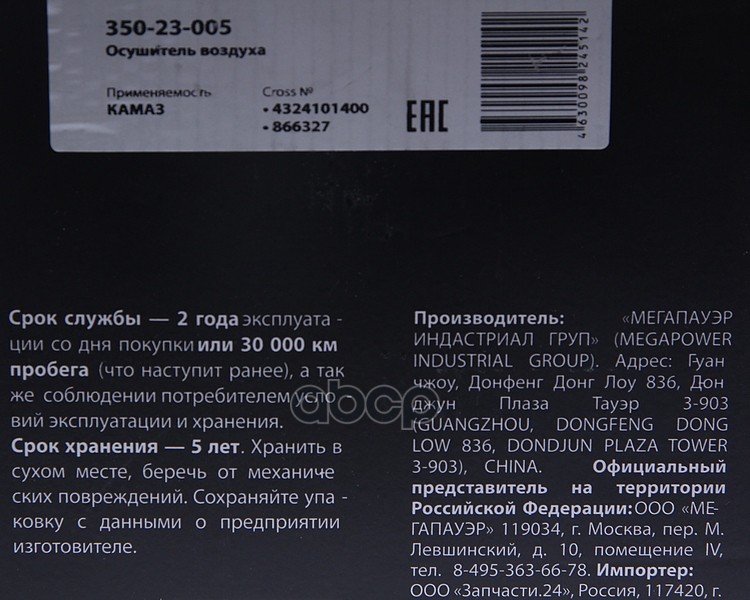 350-23-005
Осушитель воздуха
Применяемость
КАМАЗ
Cross №
• 4324101400
• 866327
EAC
4630098245142
Срок службы — 2 года эксплуата -
ции со дня покупки или 30 000 км
пробега (что наступит ранее), а так
же соблюдении потребителем усло -
вий эксплуатации и хранения.
Срок хранения — 5 лет. Хранить в
сухом месте, беречь от механиче
ских повреждений. Сохраняйте упа -
ковку с данными о предприятии
изготовителе.
abcp
Производитель: «МЕГАПАУЭР
ИНДАСТРИАЛ ГРУП» (MEGAPOWER
INDUSTRIAL GROUP). Адрес: Гуан
чжоу, Донфенг Донг Лоу 836, Дон
джун Плаза Тауэр 3-903
(GUANGZHOU, DONGFENG DONG
LOW 836, DONDJUN PLAZA TOWER
3-903), CHINA. Официальный
представитель на территории
Российской Федерации: ООО «МЕ-
ГАПАУЭР» 119034, г. Москва, пер. М.
Левшинский, д. 10, помещение IV,
тел. 8-495-363-66-78. Импортер:
ООО «Запчасти.24», Россия, 117420, г.